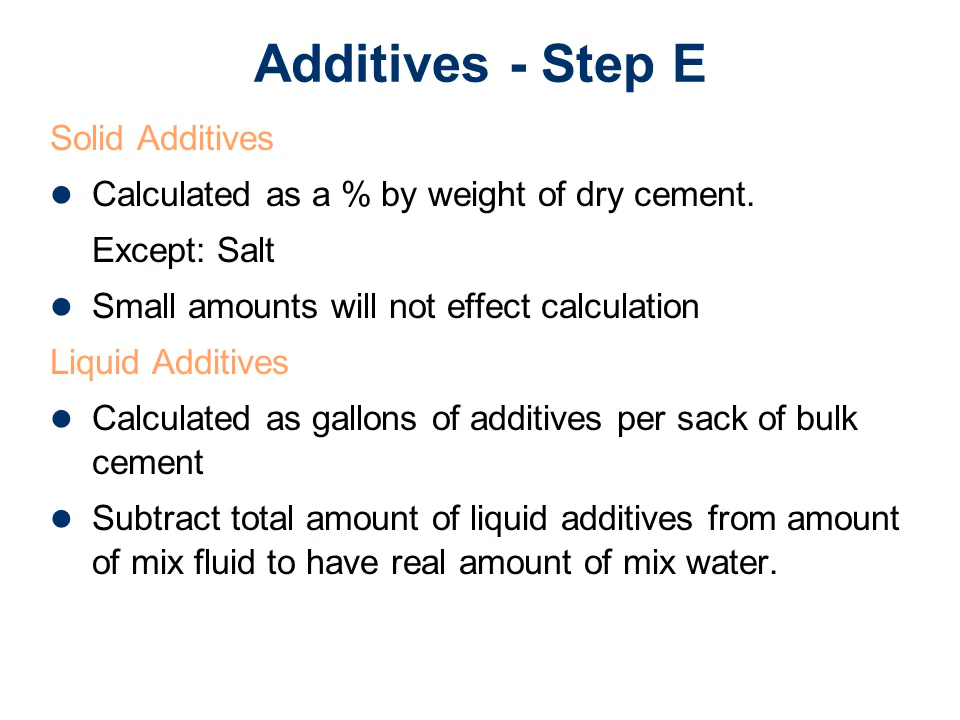 Additives - Step E
Solid Additives
● Calculated as a % by weight of dry cement.
Except: Salt
● Small amounts will not effect calculation
Liquid Additives
● Calculated as gallons of additives per sack of bulk
cement
● Subtract total amount of liquid additives from amount
of mix fluid to have real amount of mix water.